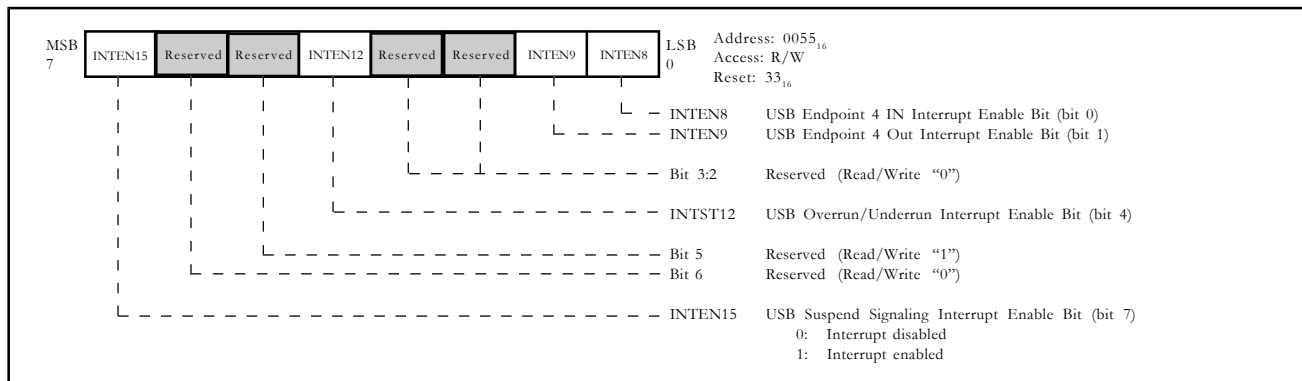 MSB
7
INTEN15 Reserved Reserved INTEN12 Reserved Reserved INTEN9 INTEN8
LSB
0
Address: 0055₁₆
Access: R/W
Reset: 33₁₆
INTEN8 USB Endpoint 4 IN Interrupt Enable Bit (bit 0)
INTEN9 USB Endpoint 4 Out Interrupt Enable Bit (bit 1)
Bit 3:2 Reserved (Read/Write “0”)
INTST12 USB Overrun/Underrun Interrupt Enable Bit (bit 4)
Bit 5 Reserved (Read/Write “1”)
Bit 6 Reserved (Read/Write “0”)
INTEN15 USB Suspend Signaling Interrupt Enable Bit (bit 7)
0: Interrupt disabled
1: Interrupt enabled